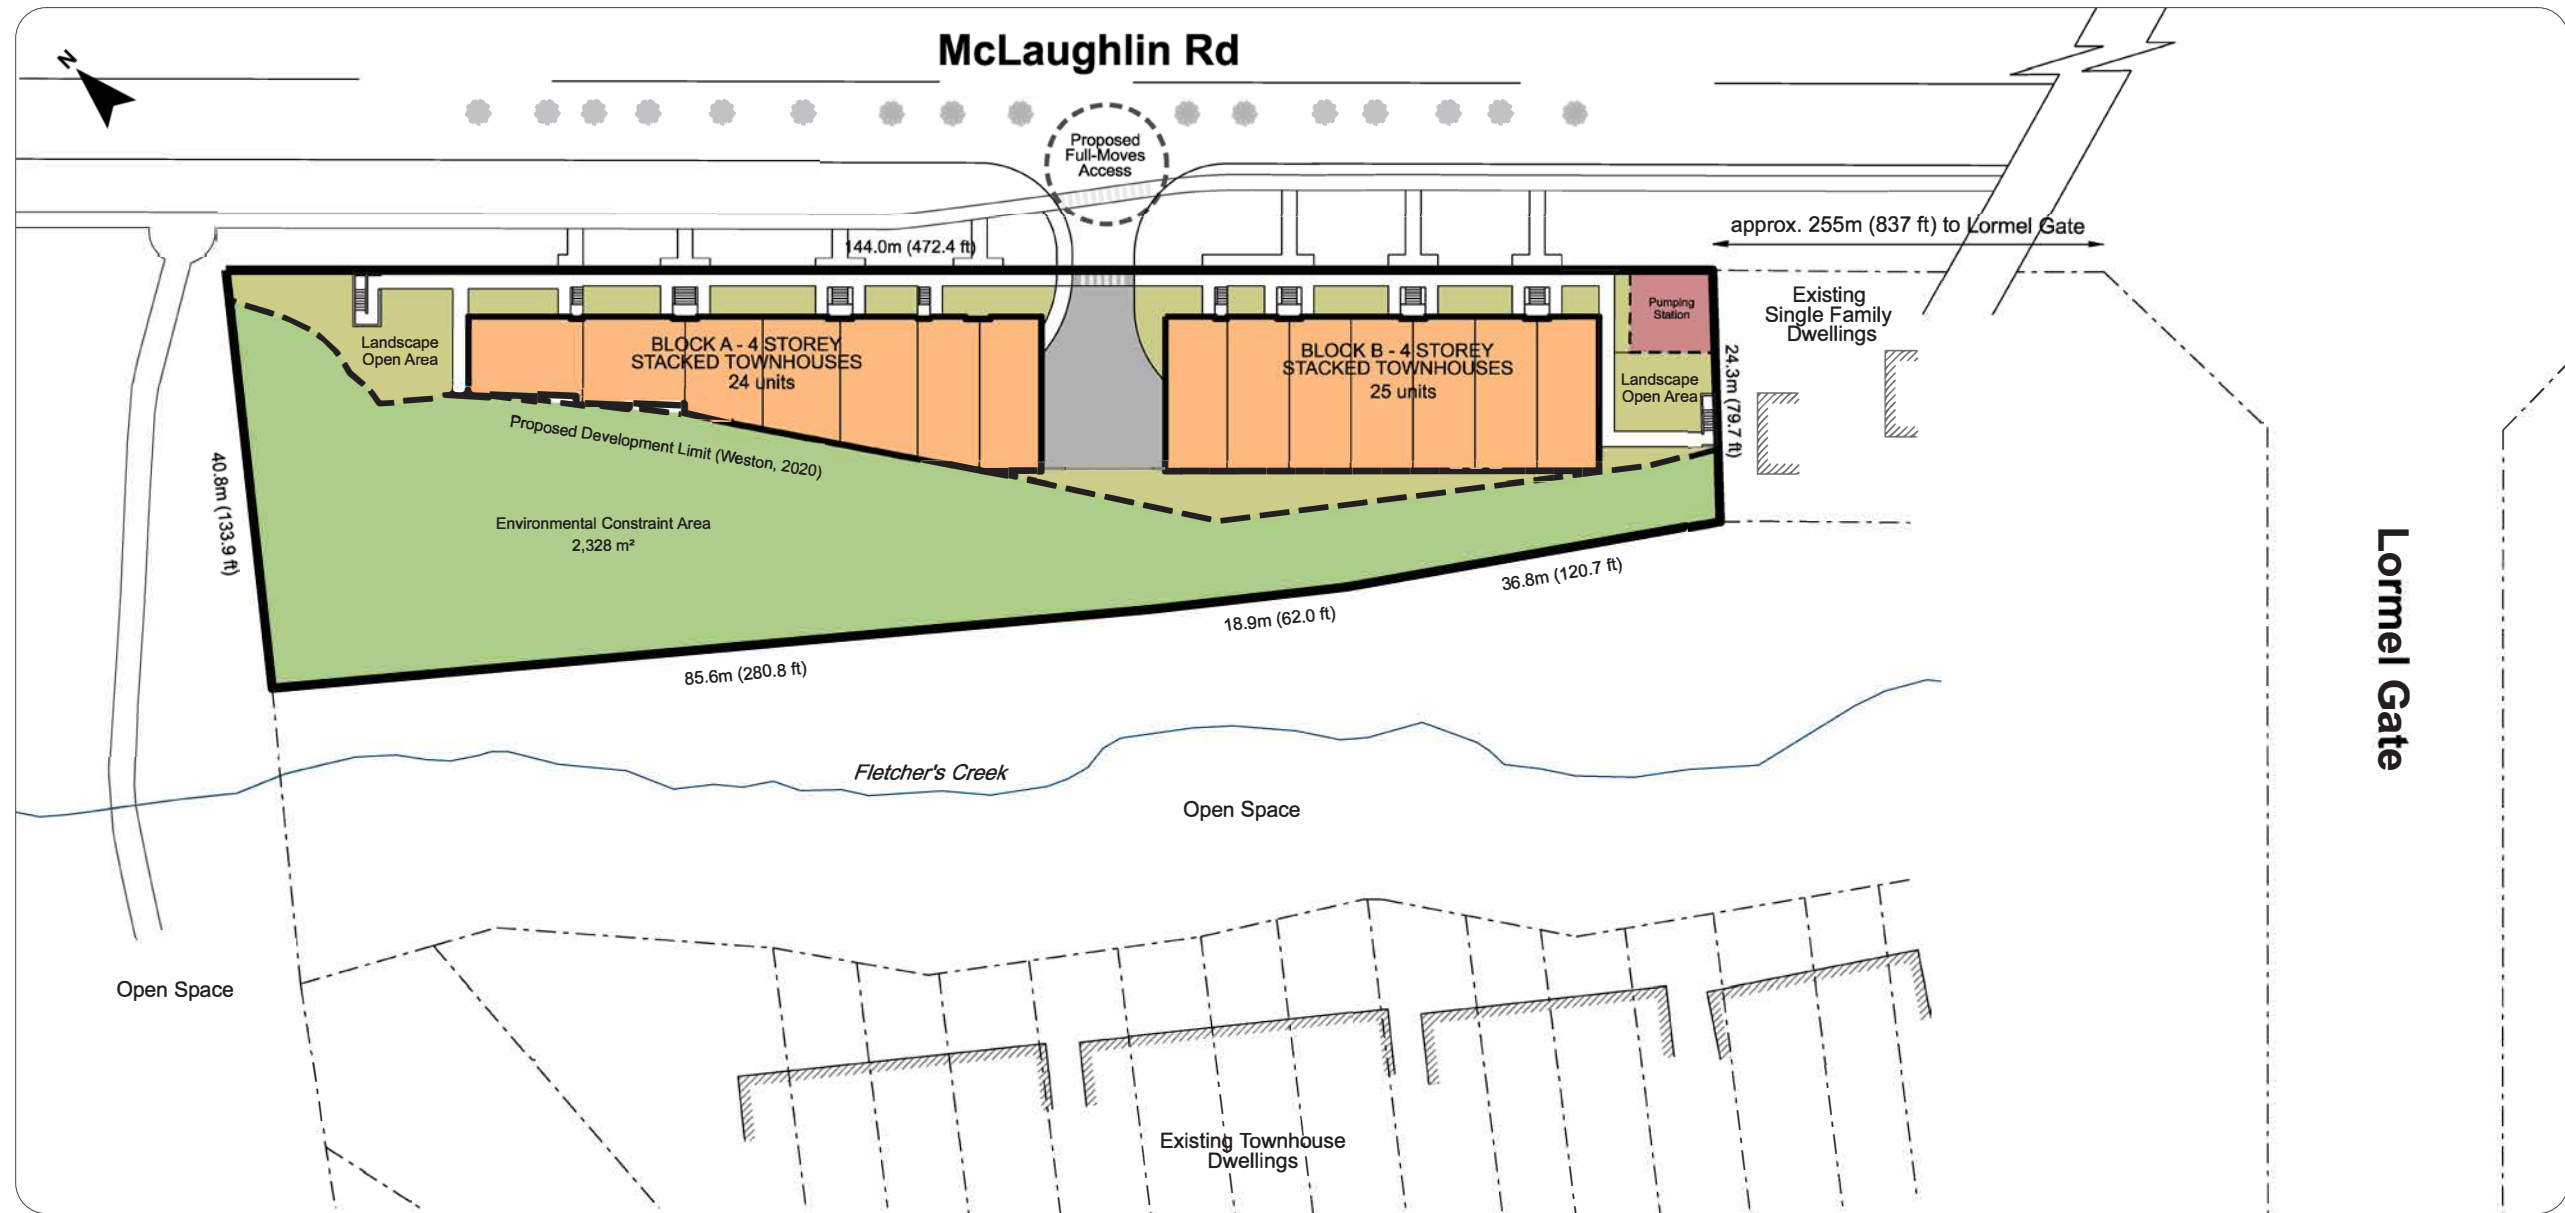 McLaughlin Rd
N
Proposed
Full-Moves
Access
144.0m (472.4 ft)
approx. 255m (837 ft) to Lormel Gate
Existing
Single Family
Dwellings
Pumping
Station
Landscape
Open Area
BLOCK A - 4 STOREY
STACKED TOWNHOUSES
24 units
BLOCK B - 4 STOREY
STACKED TOWNHOUSES
25 units
Landscape
Open Area
24.3m (79.7 ft)
Proposed Development Limit (Weston, 2020)
40.8m (133.9 ft)
Environmental Constraint Area
2,328 m²
36.8m (120.7 ft)
18.9m (62.0 ft)
85.6m (280.8 ft)
Lormel Gate
Fletcher's Creek
Open Space
Open Space
Existing Townhouse
Dwellings